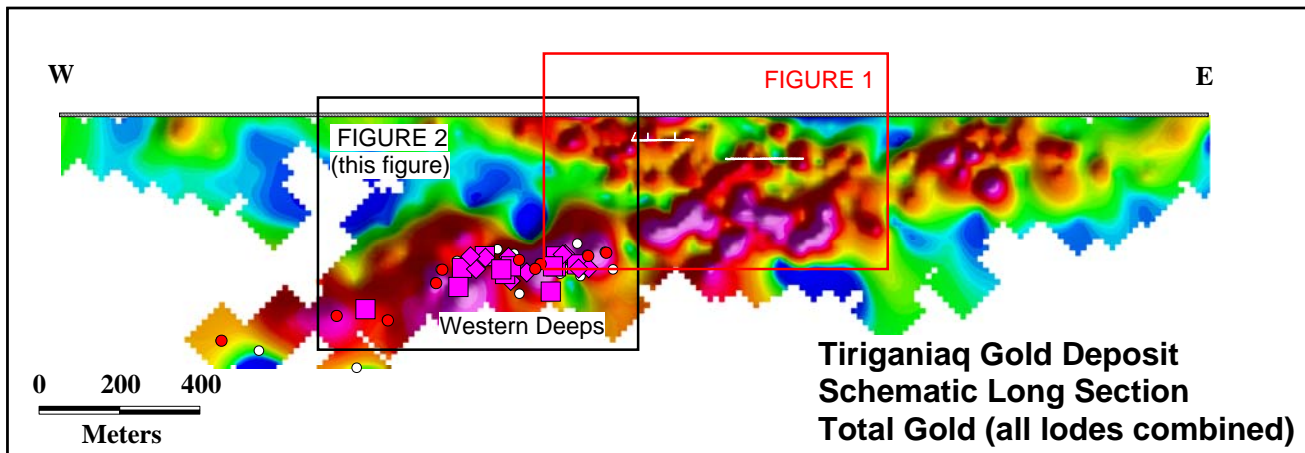 W
E
FIGURE 1
FIGURE 2
(this figure)
Western Deeps
0 200 400
Meters
Tiriganiaq Gold Deposit
Schematic Long Section
Total Gold (all lodes combined)